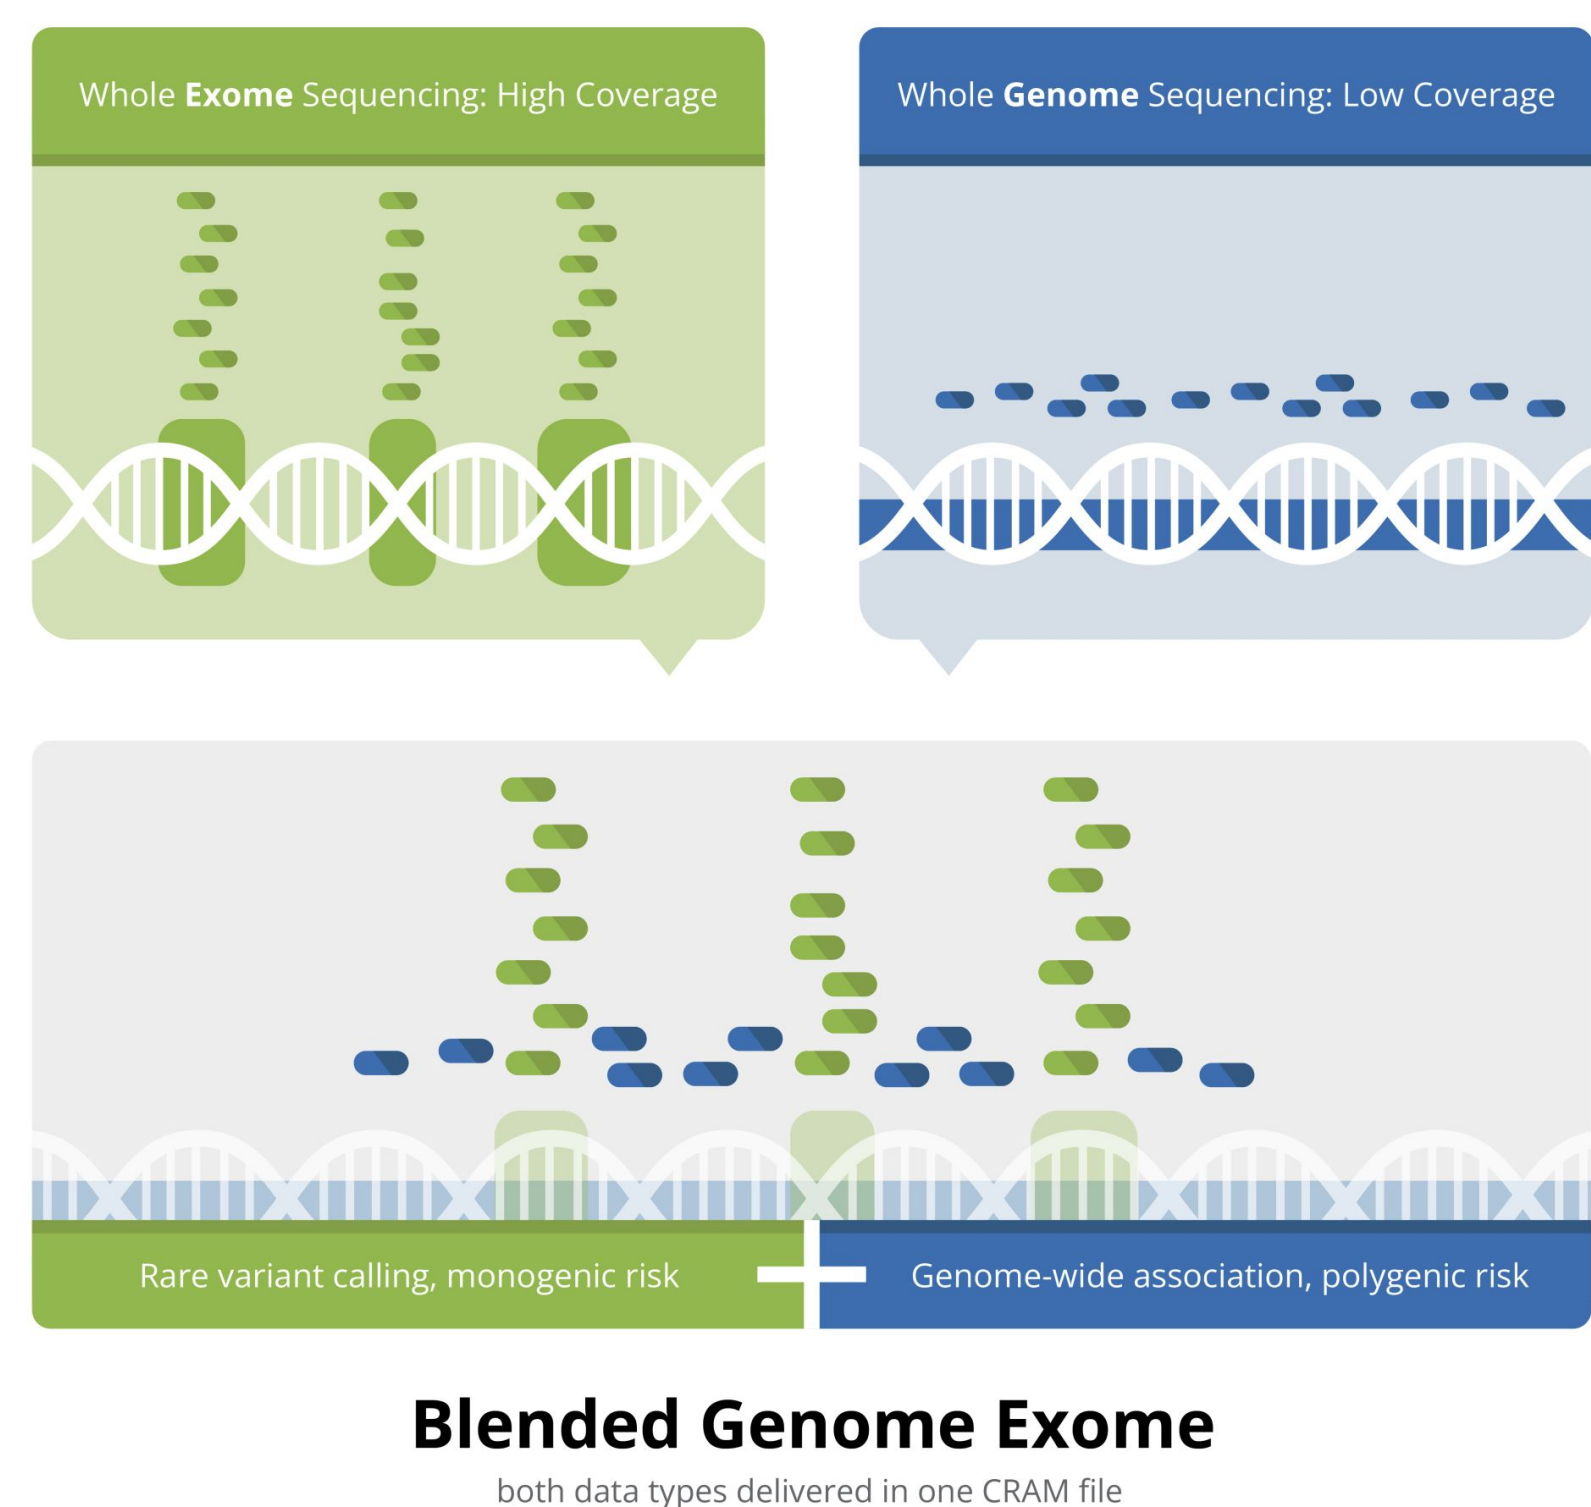 Whole Exome Sequencing: High Coverage
Whole Genome Sequencing: Low Coverage
Rare variant calling, monogenic risk
Genome-wide association, polygenic risk
Blended Genome Exome
both data types delivered in one CRAM file